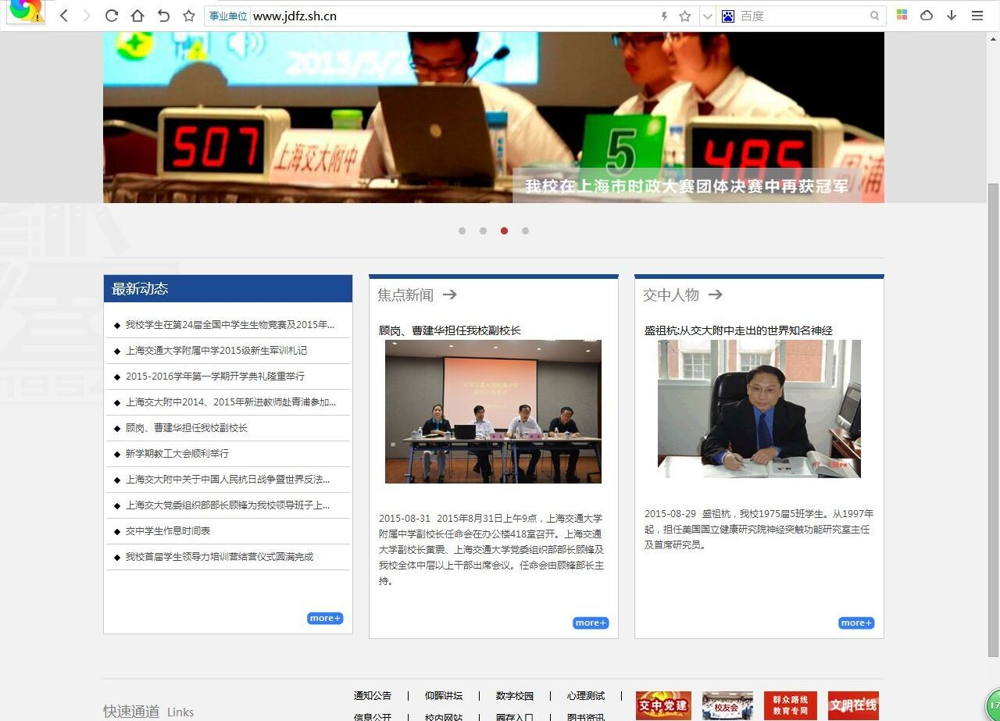 事业单位 www.jdfz.sh.cn 百度
2015/5/2
507
上海交大附中
5
485
我校在上海市时政大赛团体决赛中再获冠军
最新动态
我校学生在第24届全国中学生生物竞赛及2015年...
上海交通大学附属中学2015级新生军训札记
2015-2016学年第一学期开学典礼隆重举行
上海交大附中2014、2015年新进教师赴青浦参加...
顾岗、曹建华担任我校副校长
新学期教工大会顺利举行
上海交大附中关于中国人民抗日战争暨世界反法...
上海交大党委组织部部长顾锋为我校领导班子上...
交中学生作息时间表
我校首届学生领导力培训营结营仪式圆满完成
more+
焦点新闻
顾岗、曹建华担任我校副校长
2015-08-31 2015年8月31日上午9点，上海交通大学
附属中学副校长任命会在办公楼418室召开。上海交通
大学副校长黄震、上海交通大学党委组织部部长顾锋及
我校全体中层以上干部出席会议。任命会由顾锋部长主
持。
more+
交中人物
盛祖杭:从交大附中走出的世界知名神经
2015-08-29 盛祖杭，我校1975届5班学生。从1997年
起，担任美国国立健康研究院神经突触功能研究室主任
及首席研究员。
more+
1954
快速通道 Links
通知公告 | 仰晖讲坛 | 数字校园 | 心理测试 |
信息公开 | 校内网站 | 图存入口 | 图书资讯
交中党建
校友会
群众路线
教育专网
文明在线
17